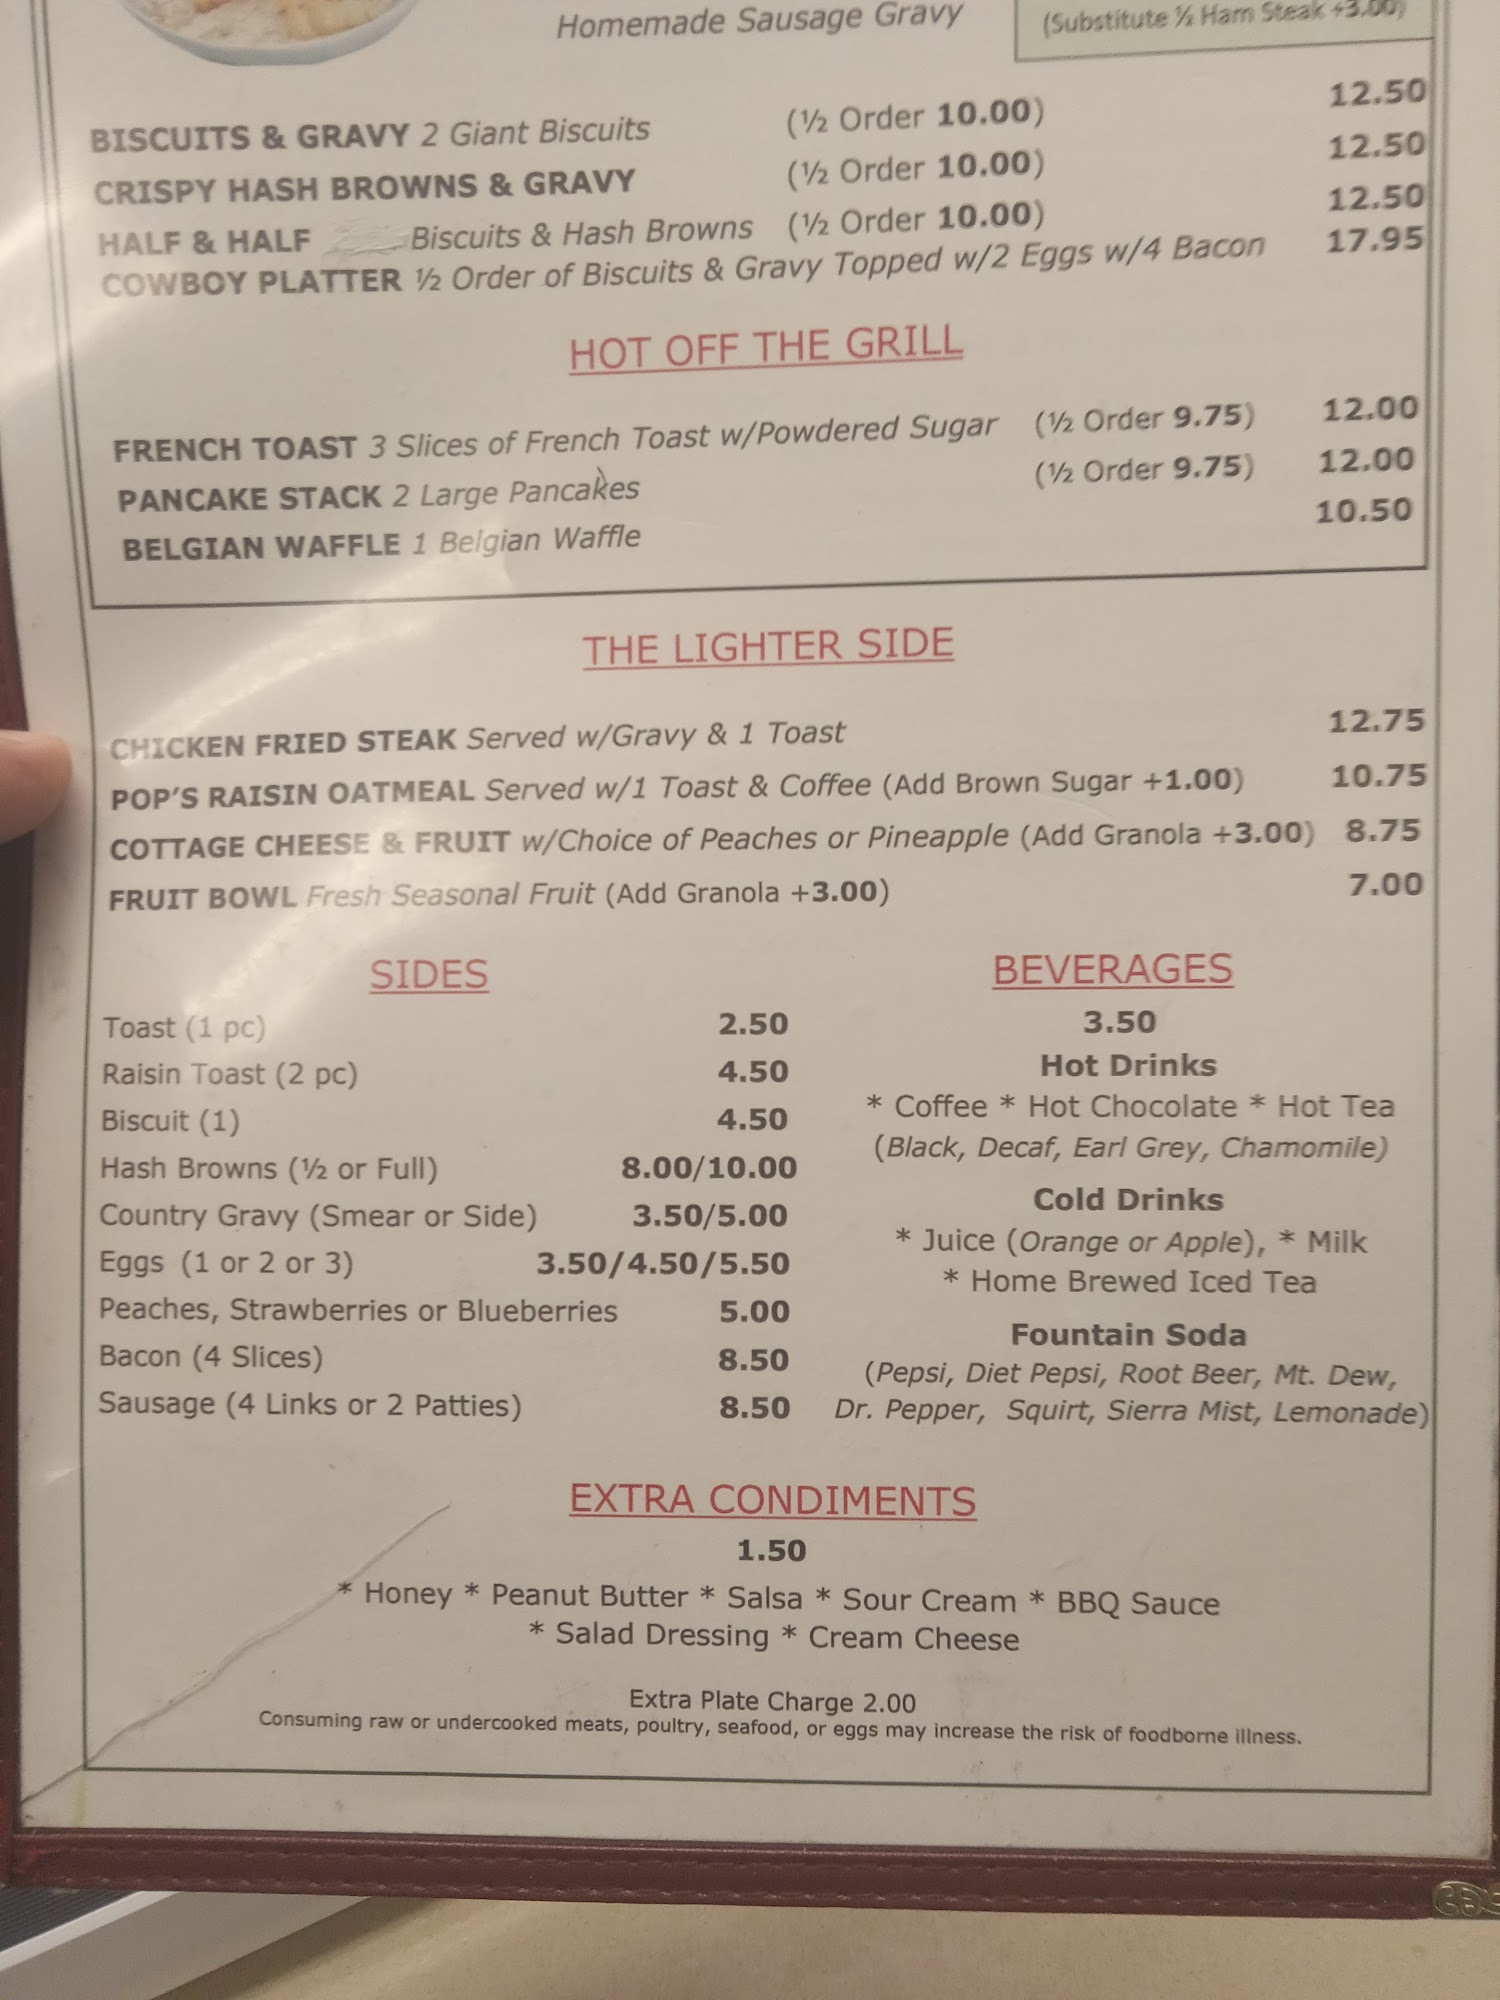 Homemade Sausage Gravy
(Substitute ½ Ham Steak +3.00)
BISCUITS & GRAVY 2 Giant Biscuits (½ Order 10.00) 12.50
CRISPY HASH BROWNS & GRAVY (½ Order 10.00) 12.50
HALF & HALF Biscuits & Hash Browns (½ Order 10.00) 12.50
COWBOY PLATTER ½ Order of Biscuits & Gravy Topped w/2 Eggs w/4 Bacon 17.95
HOT OFF THE GRILL
FRENCH TOAST 3 Slices of French Toast w/Powdered Sugar (½ Order 9.75) 12.00
PANCAKE STACK 2 Large Pancakes (½ Order 9.75) 12.00
BELGIAN WAFFLE 1 Belgian Waffle 10.50
THE LIGHTER SIDE
CHICKEN FRIED STEAK Served w/Gravy & 1 Toast 12.75
POP'S RAISIN OATMEAL Served w/1 Toast & Coffee (Add Brown Sugar +1.00) 10.75
COTTAGE CHEESE & FRUIT w/Choice of Peaches or Pineapple (Add Granola +3.00) 8.75
FRUIT BOWL Fresh Seasonal Fruit (Add Granola +3.00) 7.00
SIDES
Toast (1 pc) 2.50
Raisin Toast (2 pc) 4.50
Biscuit (1) 4.50
Hash Browns (½ or Full) 8.00/10.00
Country Gravy (Smear or Side) 3.50/5.00
Eggs (1 or 2 or 3) 3.50/4.50/5.50
Peaches, Strawberries or Blueberries 5.00
Bacon (4 Slices) 8.50
Sausage (4 Links or 2 Patties) 8.50
BEVERAGES
3.50
Hot Drinks
* Coffee * Hot Chocolate * Hot Tea
(Black, Decaf, Earl Grey, Chamomile)
Cold Drinks
* Juice (Orange or Apple), * Milk
* Home Brewed Iced Tea
Fountain Soda
(Pepsi, Diet Pepsi, Root Beer, Mt. Dew,
Dr. Pepper, Squirt, Sierra Mist, Lemonade)
EXTRA CONDIMENTS
1.50
* Honey * Peanut Butter * Salsa * Sour Cream * BBQ Sauce
* Salad Dressing * Cream Cheese
Extra Plate Charge 2.00
Consuming raw or undercooked meats, poultry, seafood, or eggs may increase the risk of foodborne illness.